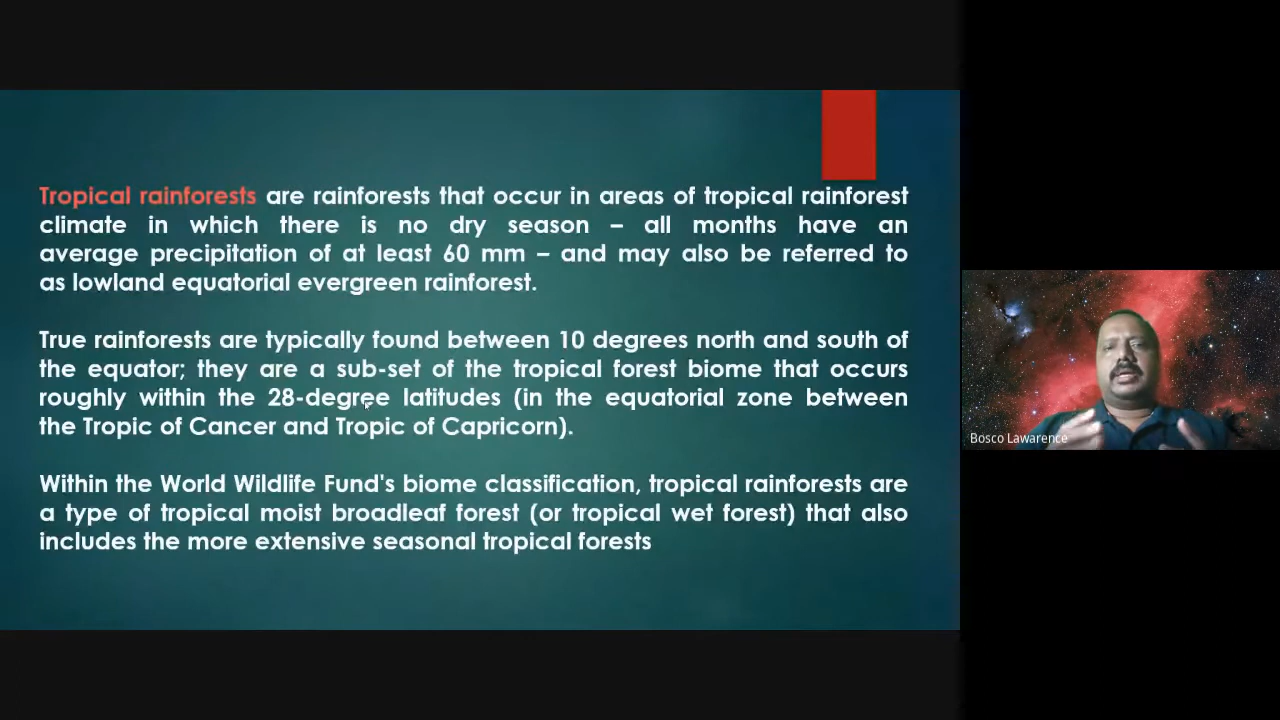 Tropical rainforests are rainforests that occur in areas of tropical rainforest
climate in which there is no dry season – all months have an
average precipitation of at least 60 mm – and may also be referred to
as lowland equatorial evergreen rainforest.
True rainforests are typically found between 10 degrees north and south of
the equator; they are a sub-set of the tropical forest biome that occurs
roughly within the 28-degree latitudes (in the equatorial zone between
the Tropic of Cancer and Tropic of Capricorn).
Within the World Wildlife Fund's biome classification, tropical rainforests are
a type of tropical moist broadleaf forest (or tropical wet forest) that also
includes the more extensive seasonal tropical forests
Bosco Lawarence